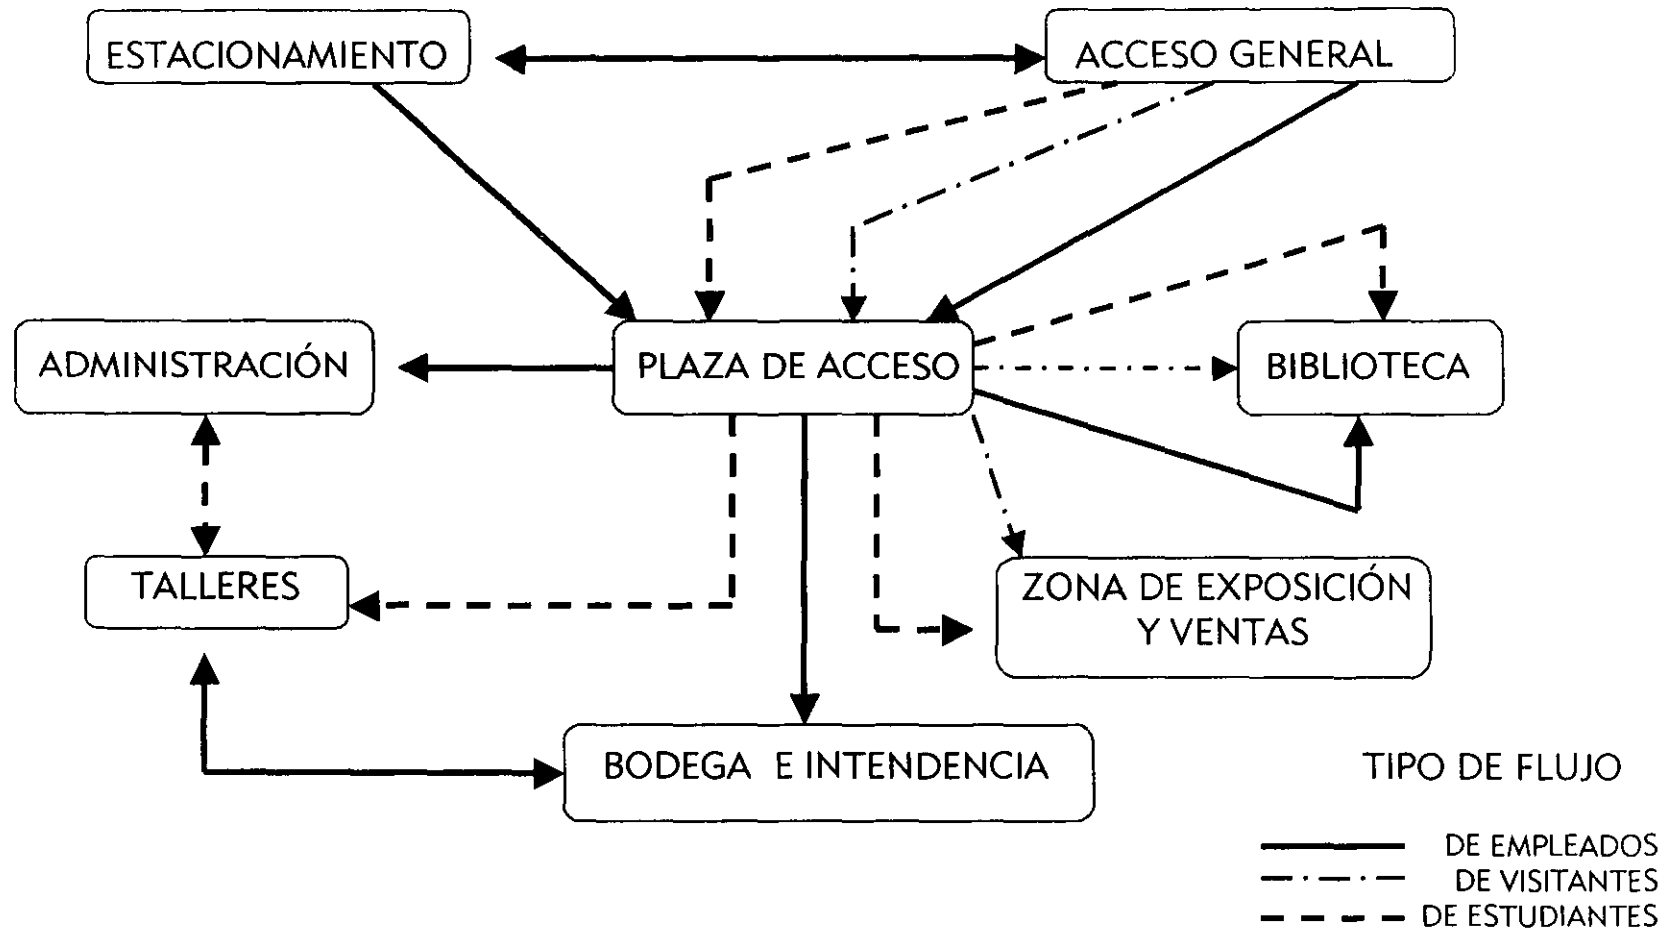 ESTACIONAMIENTO
ACCESO GENERAL
ADMINISTRACIÓN
PLAZA DE ACCESO
BIBLIOTECA
TALLERES
ZONA DE EXPOSICIÓN
Y VENTAS
BODEGA E INTENDENCIA
TIPO DE FLUJO
DE EMPLEADOS
DE VISITANTES
DE ESTUDIANTES